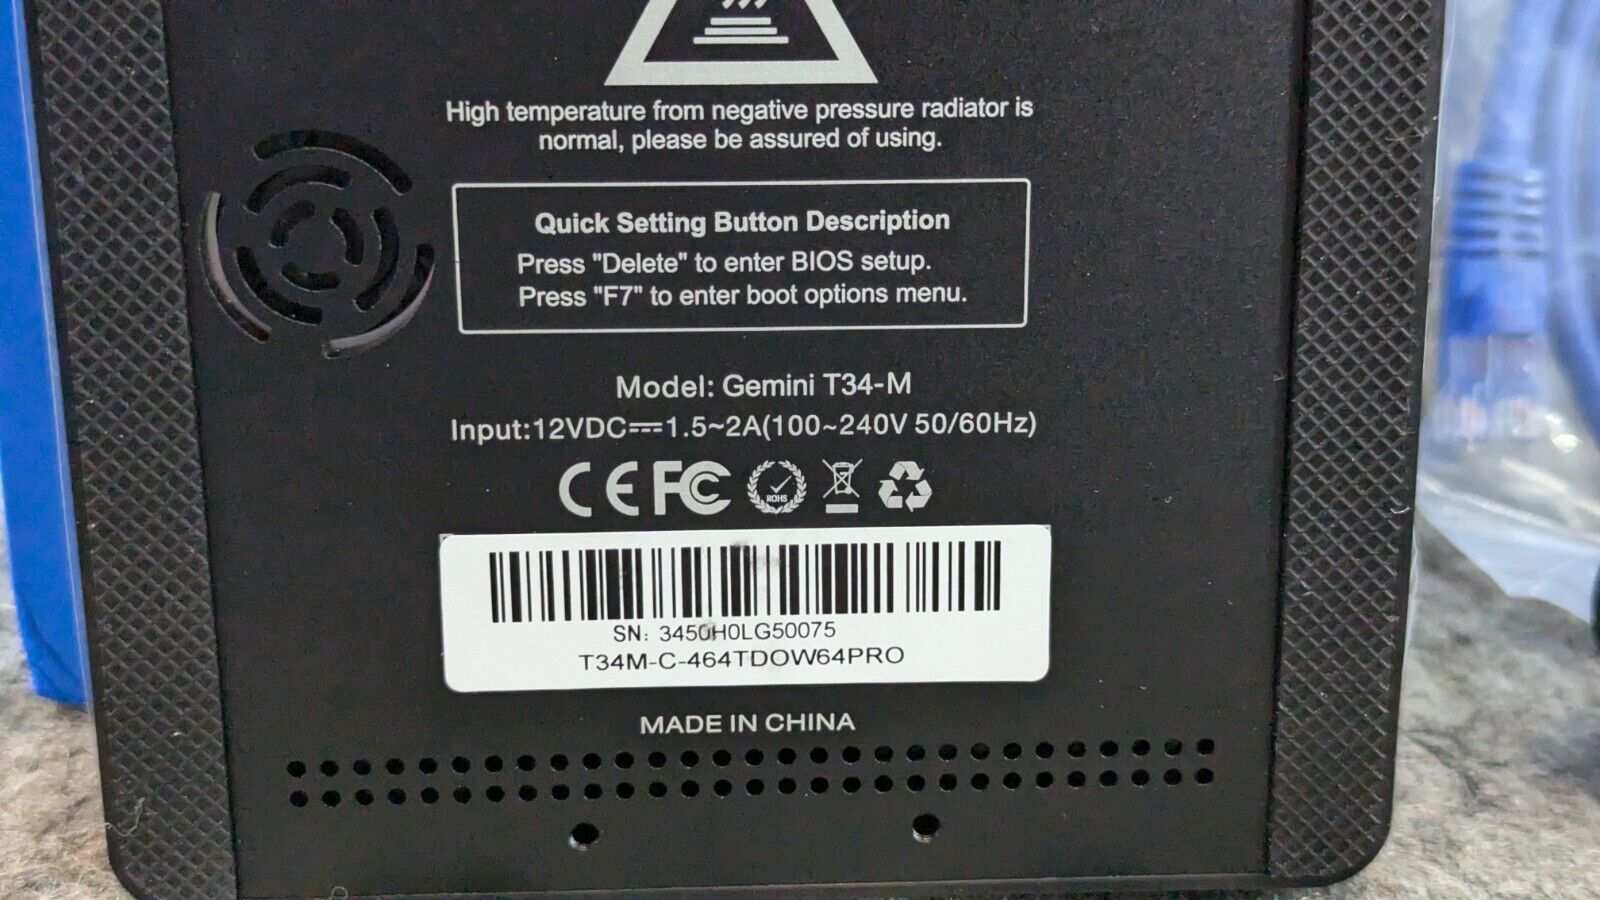 High temperature from negative pressure radiator is
normal, please be assured of using.
Quick Setting Button Description
Press "Delete" to enter BIOS setup.
Press "F7" to enter boot options menu.
Model: Gemini T34-M
Input:12VDC⎓1.5~2A(100~240V 50/60Hz)
CE FC ROHS
SN: 3450H0LG50075
T34M-C-464TDOW64PRO
MADE IN CHINA